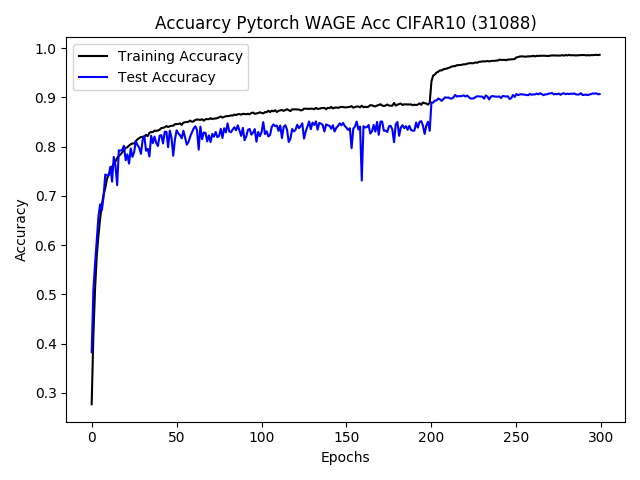 Accuarcy Pytorch WAGE Acc CIFAR10 (31088)
Training Accuracy
Test Accuracy
1.0
0.9
0.8
0.7
0.6
0.5
0.4
0.3
Accuracy
0 50 100 150 200 250 300
Epochs